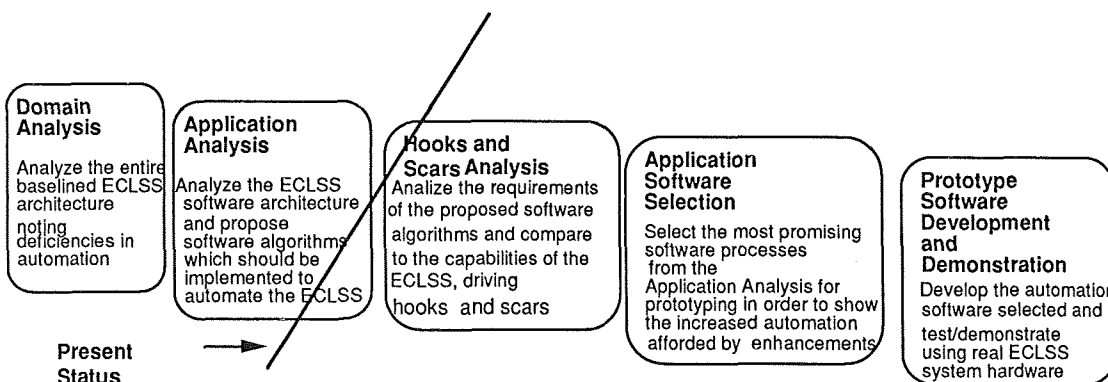 Domain
Analysis
Analyze the entire
baselined ECLSS
architecture
noting
deficiencies in
automation
Application
Analysis
Analyze the ECLSS
software architecture
and propose
software algorithms
which should be
implemented to
automate the ECLSS
Hooks and
Scars Analysis
Analize the requirements
of the proposed software
algorithms and compare
to the capabilities of the
ECLSS, driving
hooks and scars
Application
Software
Selection
Select the most promising
software processes
from the
Application Analysis for
prototyping in order to show
the increased automation
afforded by enhancements
Prototype
Software
Development
and
Demonstration
Develop the automation
software selected and
test/demonstrate
using real ECLSS
system hardware
Present
Status